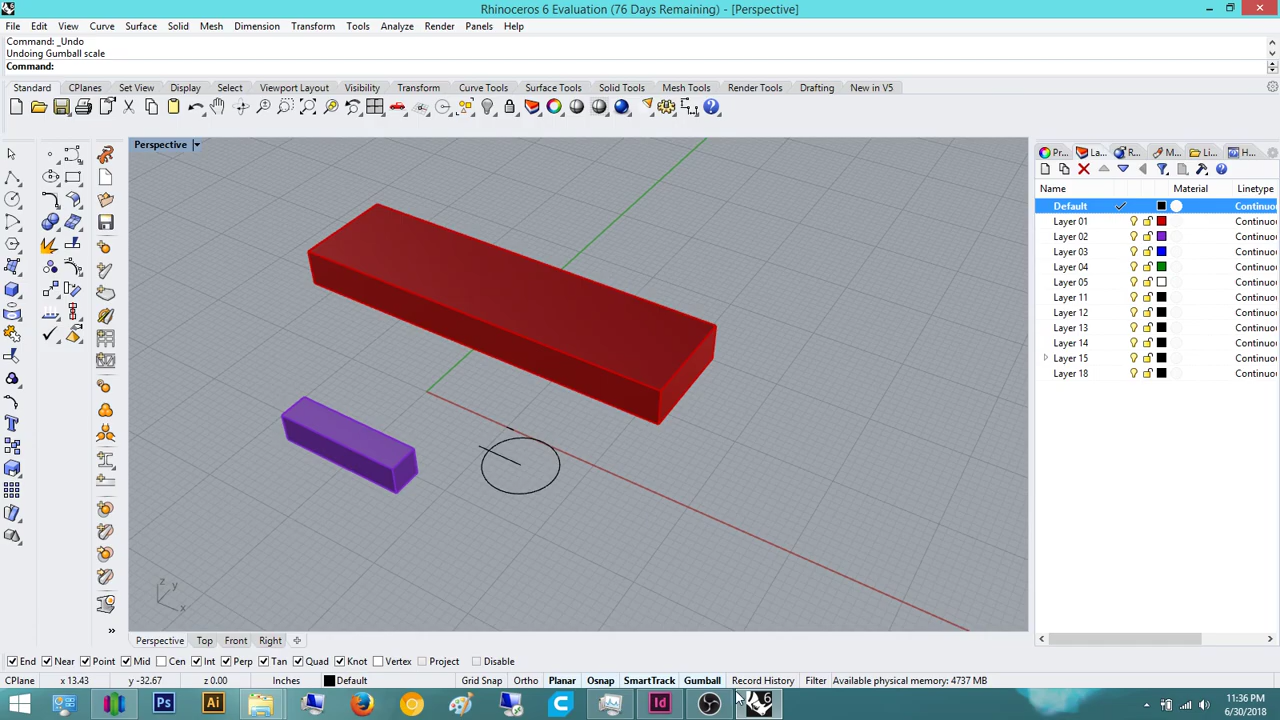 Rhinoceros 6 Evaluation (76 Days Remaining) - [Perspective]
File Edit View Curve Surface Solid Mesh Dimension Transform Tools Analyze Render Panels Help
Command: _Undo
Undoing Gumball scale
Command:
Standard CPlanes Set View Display Select Viewport Layout Visibility Transform Curve Tools Surface Tools Solid Tools Mesh Tools Render Tools Drafting New in V5
Perspective
Pr... La... R... M... Li... H...
Name Material Linetype
Default Continuo
Layer 01 Continuo
Layer 02 Continuo
Layer 03 Continuo
Layer 04 Continuo
Layer 05 Continuo
Layer 11 Continuo
Layer 12 Continuo
Layer 13 Continuo
Layer 14 Continuo
Layer 15 Continuo
Layer 18 Continuo
z y
x
Perspective Top Front Right
End Near Point Mid Cen Int Perp Tan Quad Knot Vertex Project Disable
CPlane x 13.43 y -32.67 z 0.00 Inches Default Grid Snap Ortho Planar Osnap SmartTrack Gumball Record History Filter Available physical memory: 4737 MB
Ps Ai Id 6
11:36 PM
6/30/2018